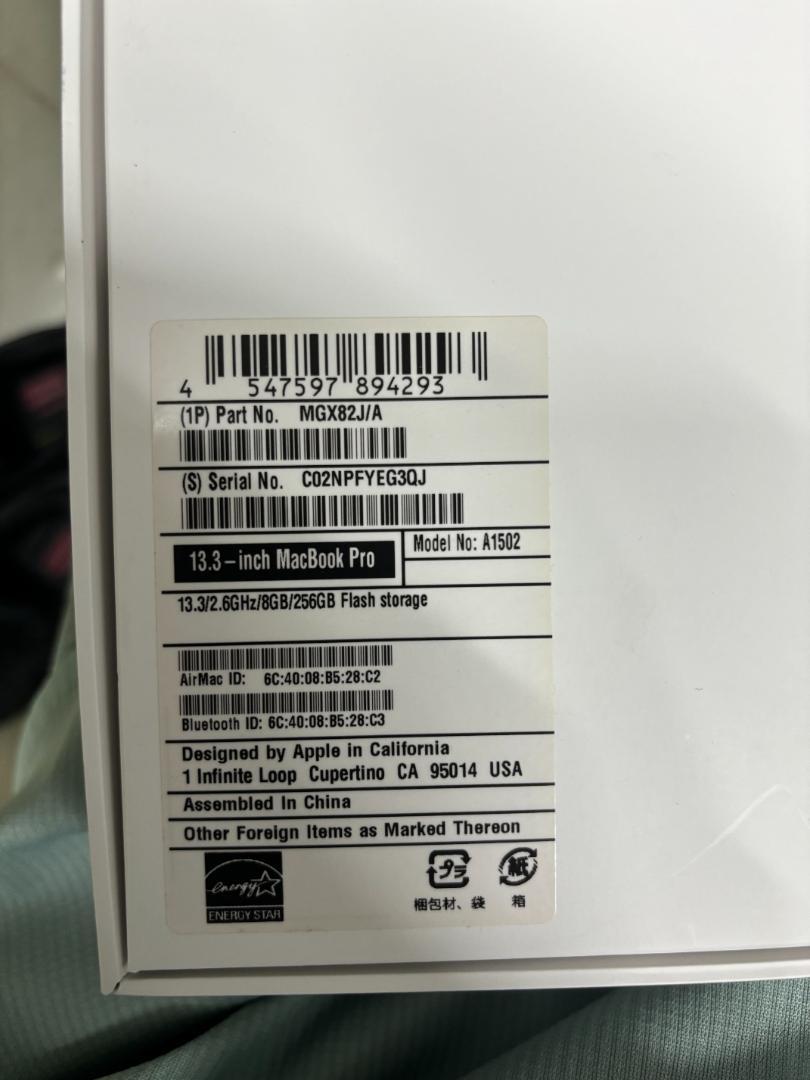 4 547597 894293
(1P) Part No. MGX82J/A
(S) Serial No. C02NPFYEG3QJ
13.3-inch MacBook Pro
Model No: A1502
13.3/2.6GHz/8GB/256GB Flash storage
AirMac ID: 6C:40:08:B5:28:C2
Bluetooth ID: 6C:40:08:B5:28:C3
Designed by Apple in California
1 Infinite Loop Cupertino CA 95014 USA
Assembled In China
Other Foreign Items as Marked Thereon
energy
ENERGY STAR
プラ
梱包材、袋
紙
箱